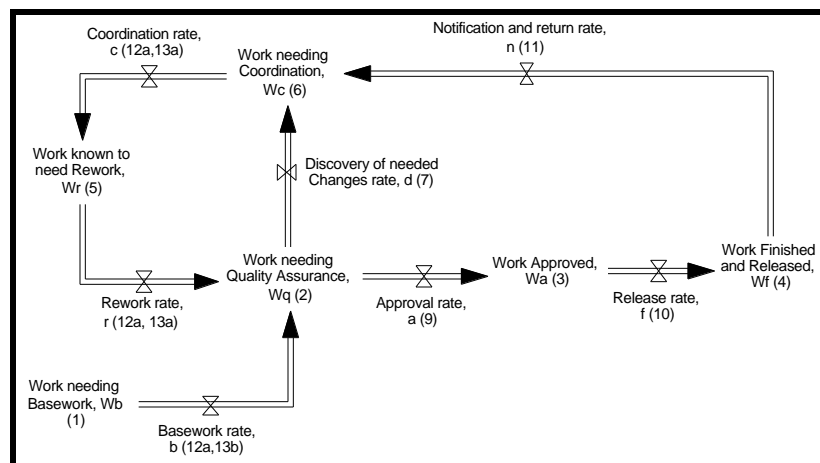 Coordination rate,
c (12a,13a)
Work needing
Coordination,
Wc (6)
Notification and return rate,
n (11)
Work known to
need Rework,
Wr (5)
Discovery of needed
Changes rate, d (7)
Work needing
Quality Assurance,
Wq (2)
Work Approved,
Wa (3)
Work Finished
and Released,
Wf (4)
Rework rate,
r (12a, 13a)
Approval rate,
a (9)
Release rate,
f (10)
Work needing
Basework, Wb
(1)
Basework rate,
b (12a,13b)